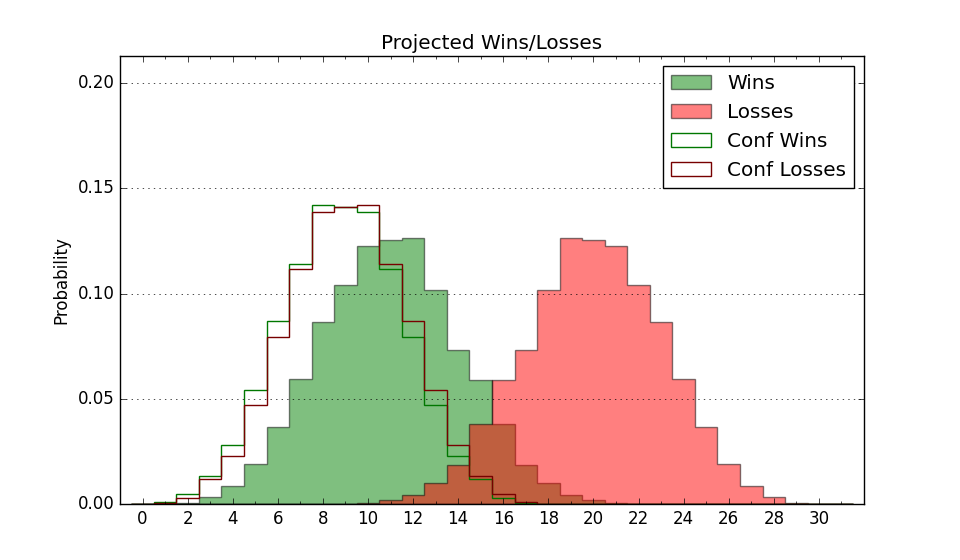 Projected Wins/Losses
Wins
Losses
Conf Wins
Conf Losses
Probability
0.20
0.15
0.10
0.05
0.00
0 2 4 6 8 10 12 14 16 18 20 22 24 26 28 30